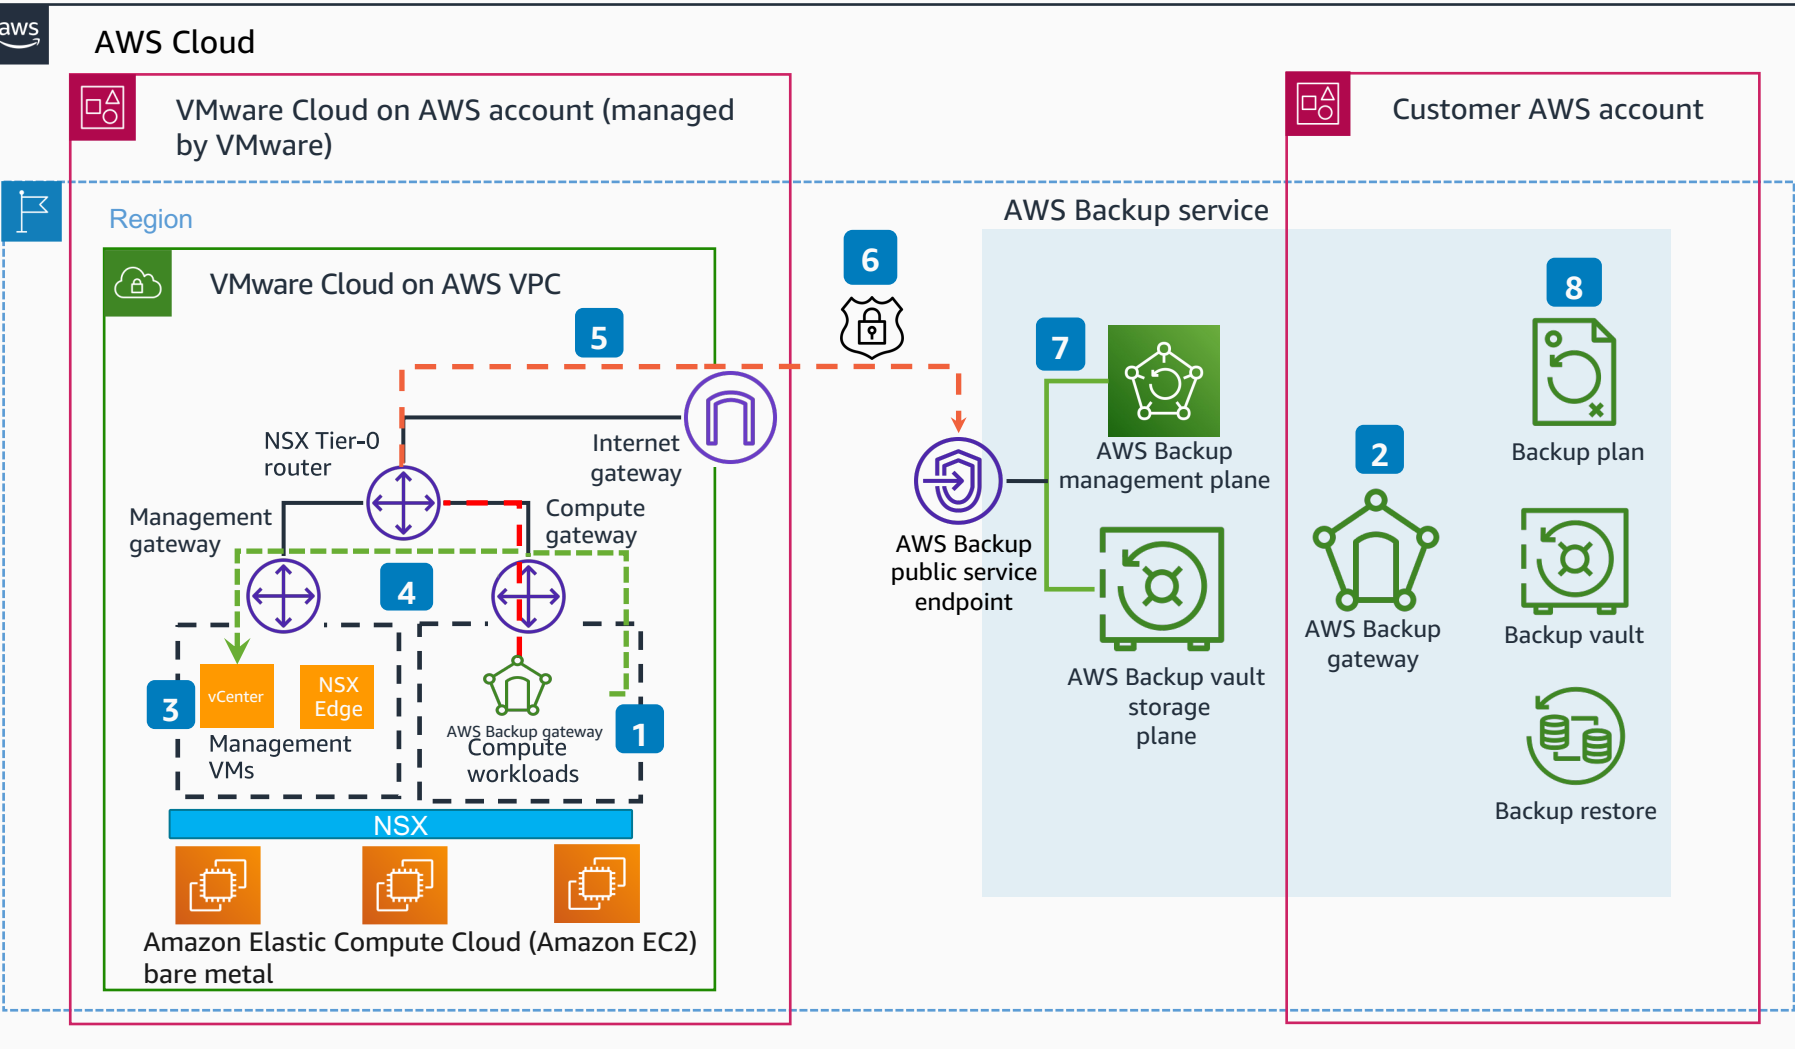 aws
AWS Cloud
VMware Cloud on AWS account (managed
by VMware)
Customer AWS account
Region
AWS Backup service
VMware Cloud on AWS VPC
6
8
5
7
NSX Tier-0
router
Internet
gateway
AWS Backup
management plane
2
Backup plan
Management
gateway
Compute
gateway
AWS Backup
public service
endpoint
4
AWS Backup
gateway
Backup vault
3
vCenter
NSX
Edge
Management
VMs
AWS Backup gateway
Compute
workloads
1
AWS Backup vault
storage
plane
Backup restore
NSX
Amazon Elastic Compute Cloud (Amazon EC2)
bare metal